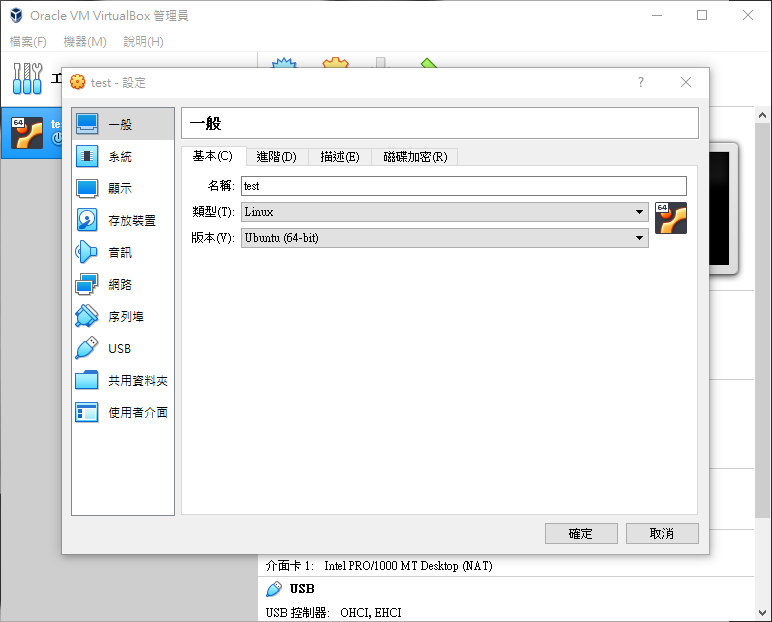 Oracle VM VirtualBox 管理員
檔案(F) 機器(M) 說明(H)
test - 設定
?
64
一般
系統
顯示
存放裝置
音訊
網路
序列埠
USB
共用資料夾
使用者介面
一般
基本(C) 進階(D) 描述(E) 磁碟加密(R)
名稱: test
類型(T): Linux
64
版本(V): Ubuntu (64-bit)
確定 取消
介面卡 1: Intel PRO/1000 MT Desktop (NAT)
USB
USB 控制器: OHCI, EHCI